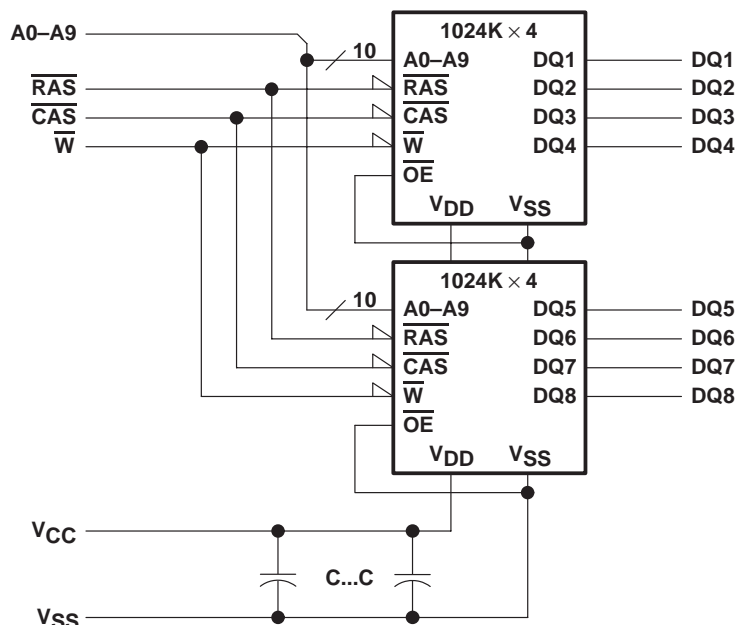 1024K × 4
A0–A9
10
A0–A9
DQ1
DQ1
RAS
RAS
DQ2
DQ2
CAS
CAS
DQ3
DQ3
W
W
DQ4
DQ4
OE
VDD
VSS
1024K × 4
10
A0–A9
DQ5
DQ5
RAS
DQ6
DQ6
CAS
DQ7
DQ7
W
DQ8
DQ8
OE
VDD
VSS
VCC
C...C
VSS